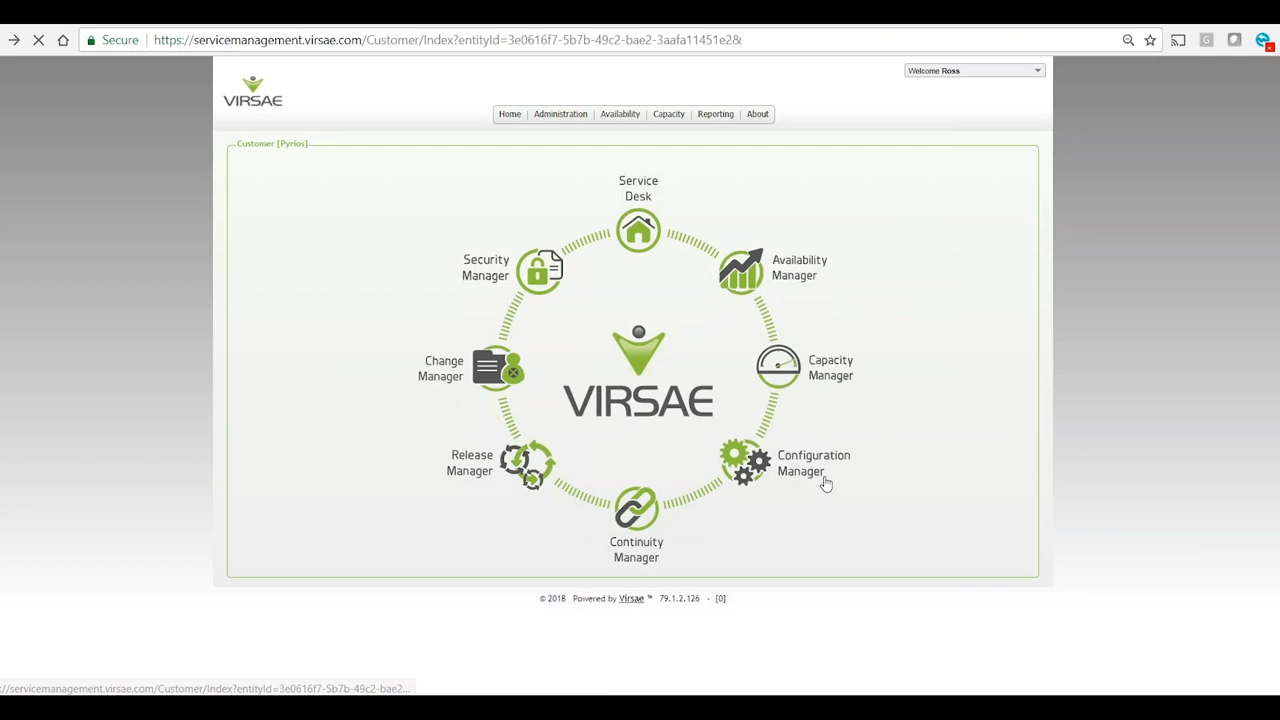 Secure
https://servicemanagement.virsae.com/Customer/Index?entityId=3e0616f7-5b7b-49c2-bae2-3aafa11451e2&
Welcome Ross
VIRSAE
Home
Administration
Availability
Capacity
Reporting
About
Customer [Pyrios]
Service
Desk
Security
Manager
Availability
Manager
Change
Manager
VIRSAE
Capacity
Manager
Release
Manager
Configuration
Manager
Continuity
Manager
© 2018 Powered by Virsae ™ 79.1.2.126 - [0]
://servicemanagement.virsae.com/Customer/Index?entityId=3e0616f7-5b7b-49c2-bae2...